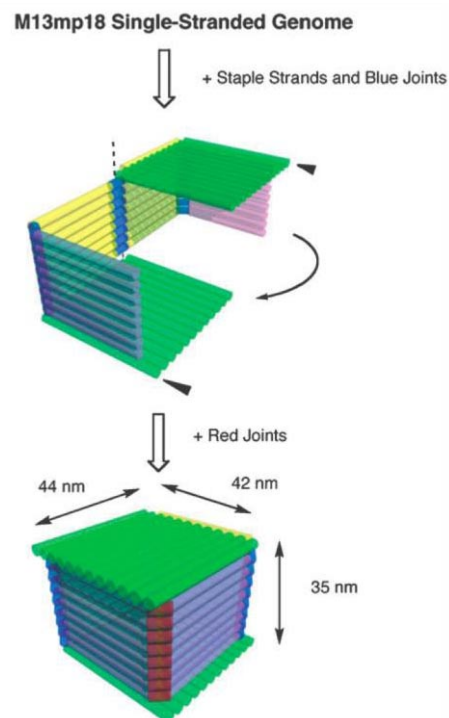 M13mp18 Single-Stranded Genome
+ Staple Strands and Blue Joints
+ Red Joints
44 nm
42 nm
35 nm